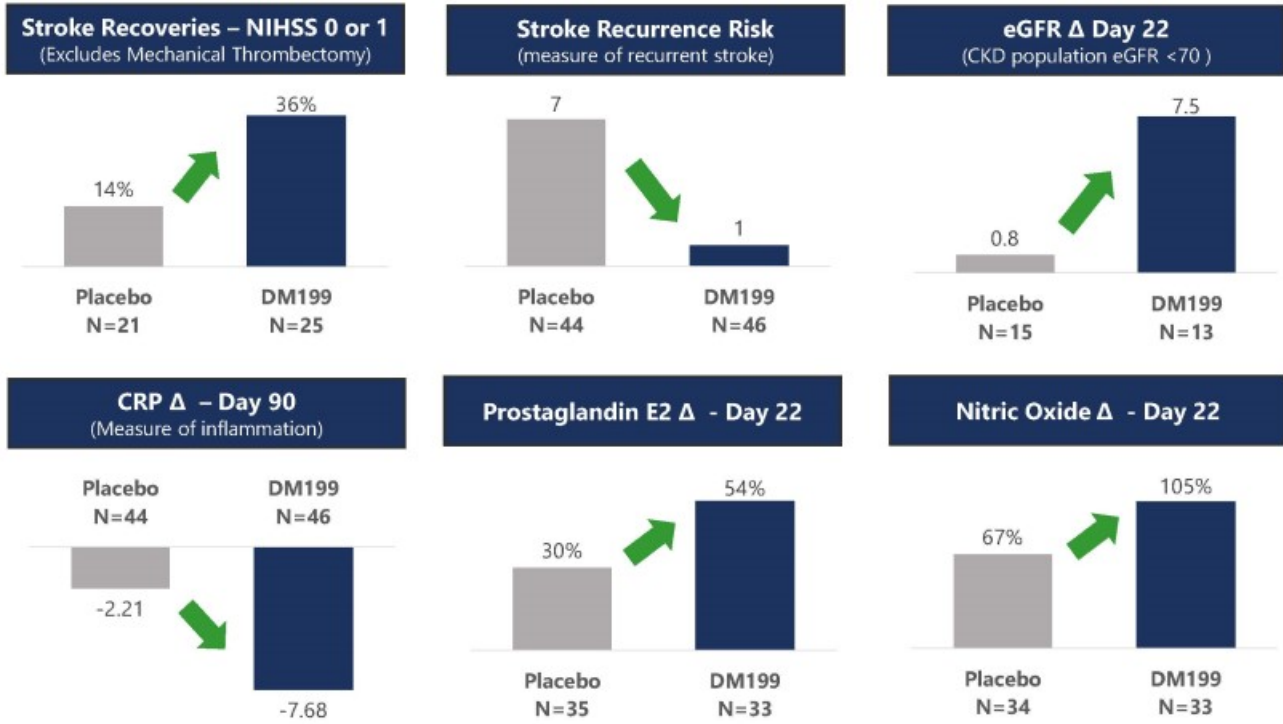 Stroke Recoveries – NIHSS 0 or 1
(Excludes Mechanical Thrombectomy)
14%
36%
Placebo
N=21
DM199
N=25
Stroke Recurrence Risk
(measure of recurrent stroke)
7
1
Placebo
N=44
DM199
N=46
eGFR Δ Day 22
(CKD population eGFR <70 )
0.8
7.5
Placebo
N=15
DM199
N=13
CRP Δ – Day 90
(Measure of inflammation)
Placebo
N=44
DM199
N=46
-2.21
-7.68
Prostaglandin E2 Δ - Day 22
30%
54%
Placebo
N=35
DM199
N=33
Nitric Oxide Δ - Day 22
67%
105%
Placebo
N=34
DM199
N=33